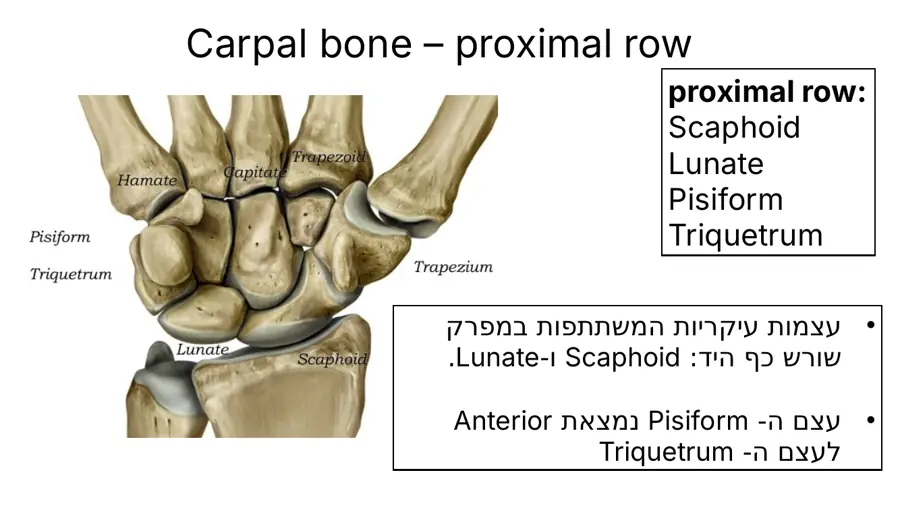 Carpal bone – proximal row
proximal row:
Scaphoid
Lunate
Pisiform
Triquetrum
Trapezoid
Capitate
Hamate
Pisiform
Trapezium
Triquetrum
Lunate
Scaphoid
• עצמות עיקריות המשתתפות במפרק
שורש כף היד: Scaphoid ו-Lunate.
• עצם ה- Pisiform נמצאת Anterior
לעצם ה- Triquetrum